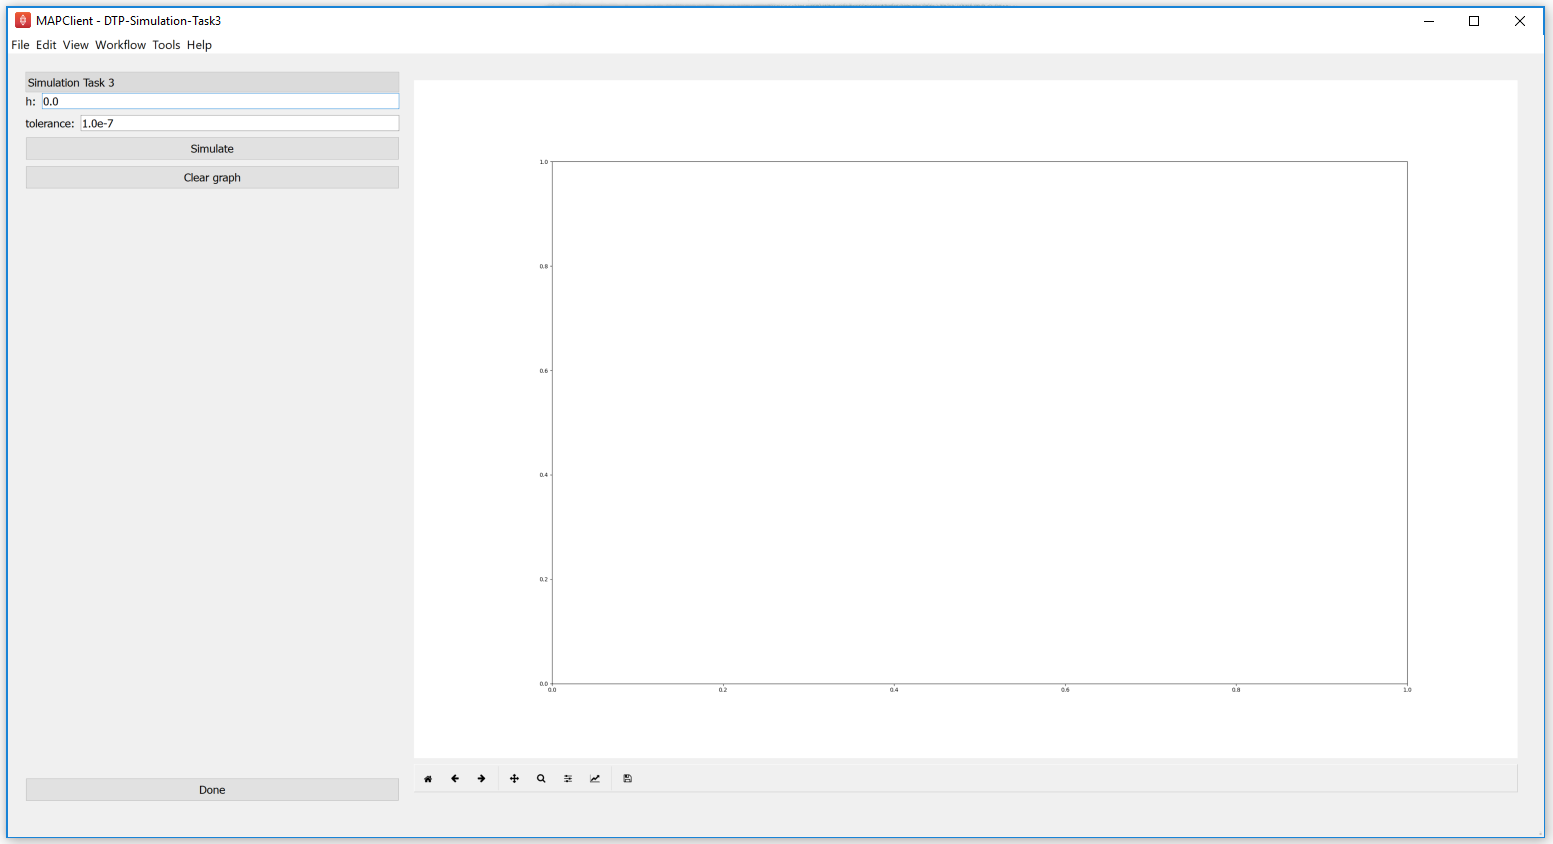 MAPClient - DTP-Simulation-Task3
File Edit View Workflow Tools Help
Simulation Task 3
h: 0.0
tolerance: 1.0e-7
Simulate
Clear graph
1.0
0.8
0.6
0.4
0.2
0.0
0.0 0.2 0.4 0.6 0.8 1.0
Done